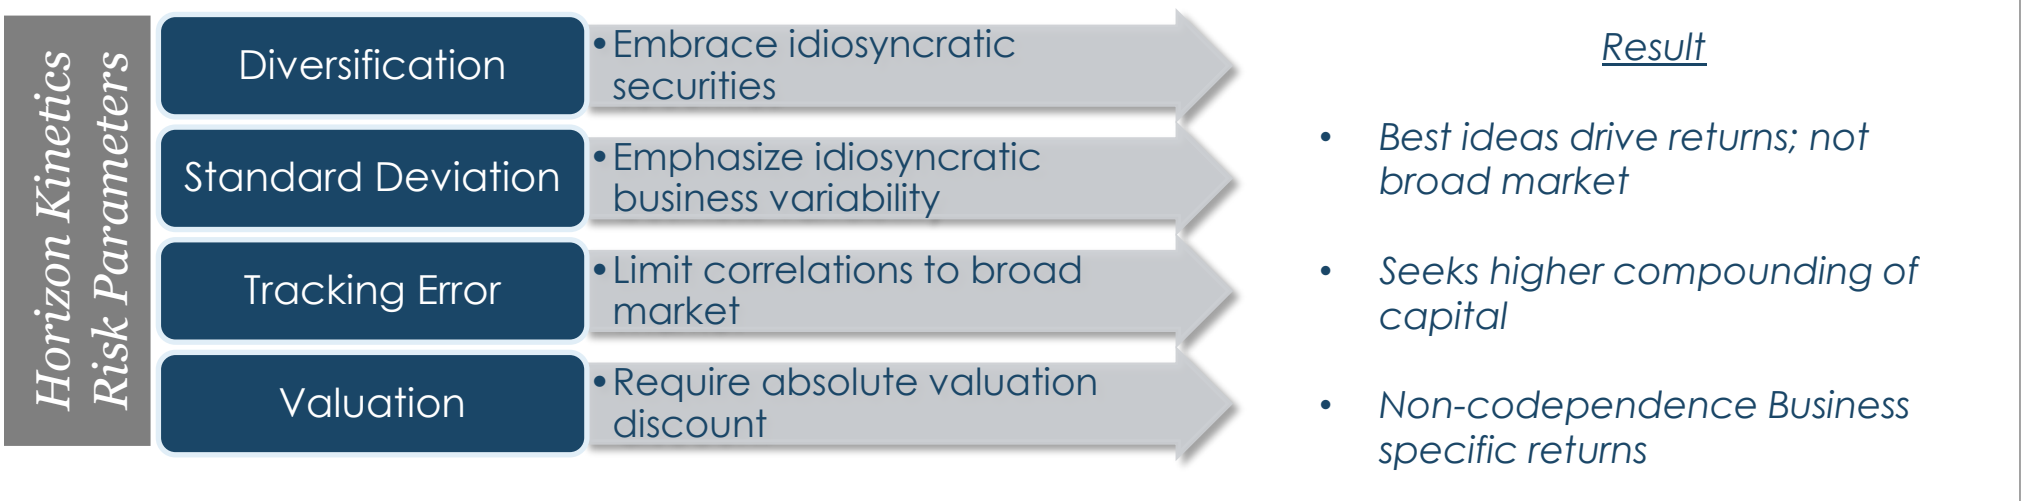 Horizon Kinetics
Risk Parameters
Diversification
•Embrace idiosyncratic
securities
Standard Deviation
•Emphasize idiosyncratic
business variability
Tracking Error
•Limit correlations to broad
market
Valuation
•Require absolute valuation
discount
Result
• Best ideas drive returns; not
broad market
• Seeks higher compounding of
capital
• Non-codependence Business
specific returns